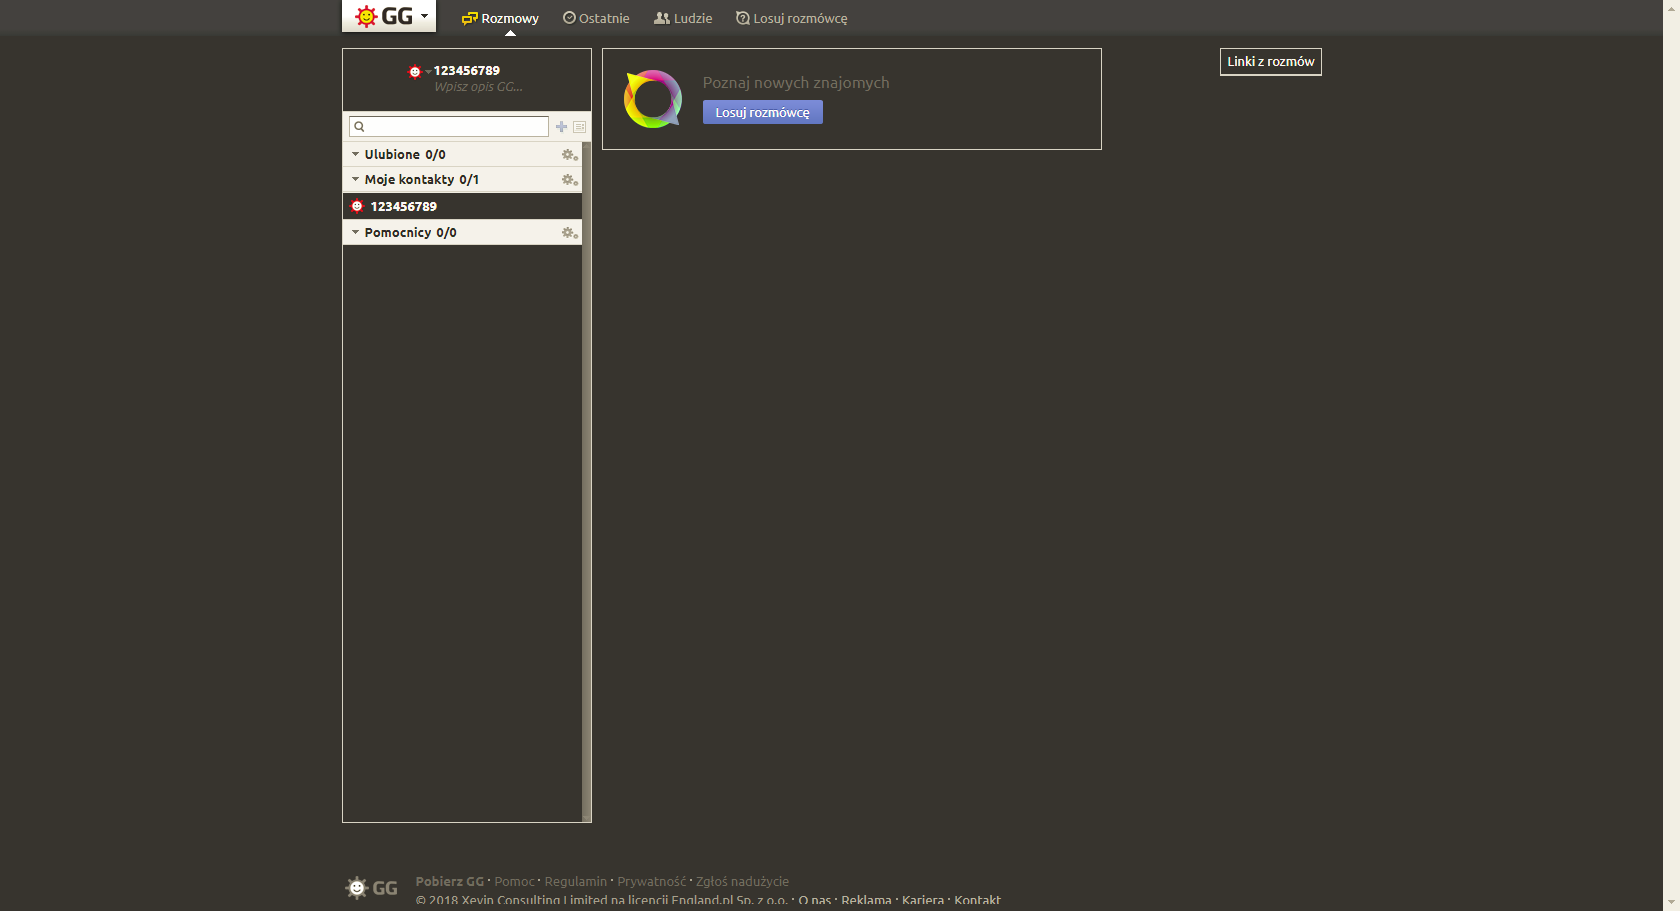 GG
Rozmowy
Ostatnie
Ludzie
Losuj rozmówcę
123456789
Wpisz opis GG...
Ulubione 0/0
Moje kontakty 0/1
123456789
Pomocnicy 0/0
Poznaj nowych znajomych
Losuj rozmówcę
Linki z rozmów
GG
Pobierz GG · Pomoc · Regulamin · Prywatność · Zgłoś nadużycie
© 2018 Xevin Consulting Limited na licencji England.pl Sp. z o.o. · O nas · Reklama · Kariera · Kontakt